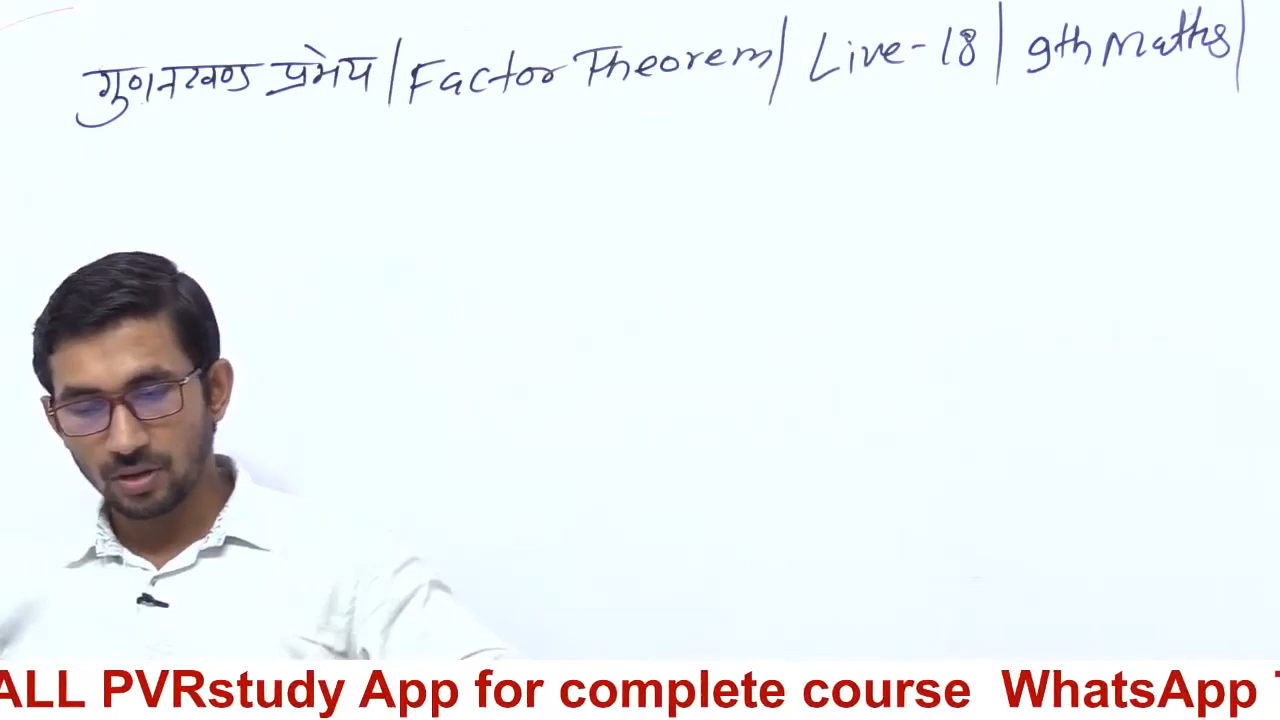 गुणनखण्ड प्रमेय | Factor Theorem | Live-18 | 9th Maths |
ALL PVRstudy App for complete course WhatsApp